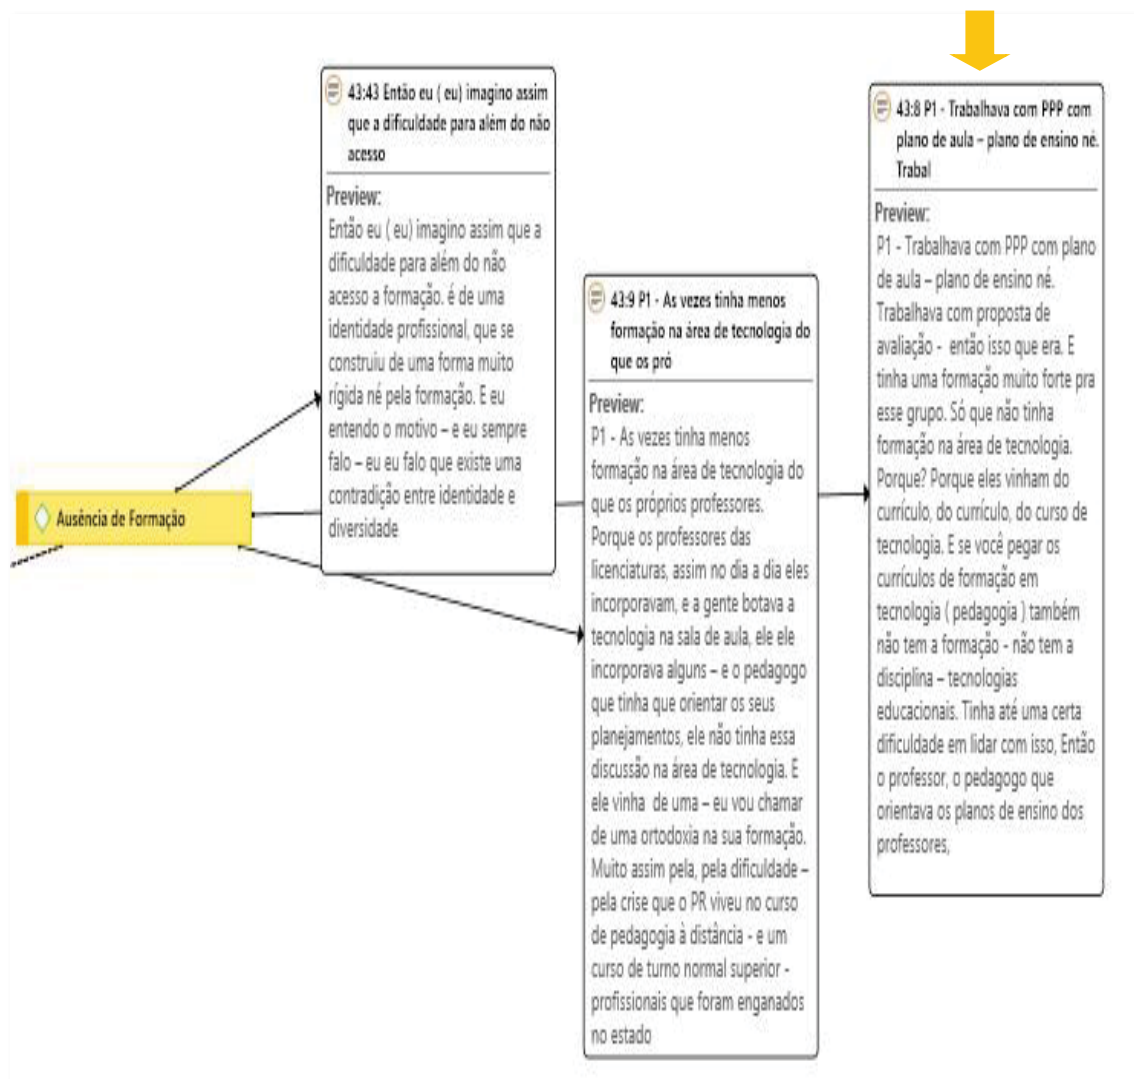 Ausência de Formação
43:43 Então eu ( eu) imagino assim
que a dificuldade para além do não
acesso
Preview:
Então eu ( eu) imagino assim que a
dificuldade para além do não
acesso a formação. é de uma
identidade profissional, que se
construiu de uma forma muito
rígida né pela formação. E eu
entendo o motivo – e eu sempre
falo – eu eu falo que existe uma
contradição entre identidade e
diversidade
43:9 P1 - As vezes tinha menos
formação na área de tecnologia do
que os pró
Preview:
P1 - As vezes tinha menos
formação na área de tecnologia do
que os próprios professores.
Porque os professores das
licenciaturas, assim no dia a dia eles
incorporavam, e a gente botava a
tecnologia na sala de aula, ele ele
incorporava alguns – e o pedagogo
que tinha que orientar os seus
planejamentos, ele não tinha essa
discussão na área de tecnologia. E
ele vinha de uma – eu vou chamar
de uma ortodoxia na sua formação.
Muito assim pela, pela dificuldade –
pela crise que o PR viveu no curso
de pedagogia à distância - e um
curso de turno normal superior -
profissionais que foram enganados
no estado
43:8 P1 - Trabalhava com PPP com
plano de aula – plano de ensino né.
Trabal
Preview:
P1 - Trabalhava com PPP com plano
de aula – plano de ensino né.
Trabalhava com proposta de
avaliação - então isso que era. E
tinha uma formação muito forte pra
esse grupo. Só que não tinha
formação na área de tecnologia.
Porque? Porque eles vinham do
currículo, do currículo, do curso de
tecnologia. E se você pegar os
currículos de formação em
tecnologia ( pedagogia ) também
não tem a formação - não tem a
disciplina – tecnologias
educacionais. Tinha até uma certa
dificuldade em lidar com isso, Então
o professor, o pedagogo que
orientava os planos de ensino dos
professores,